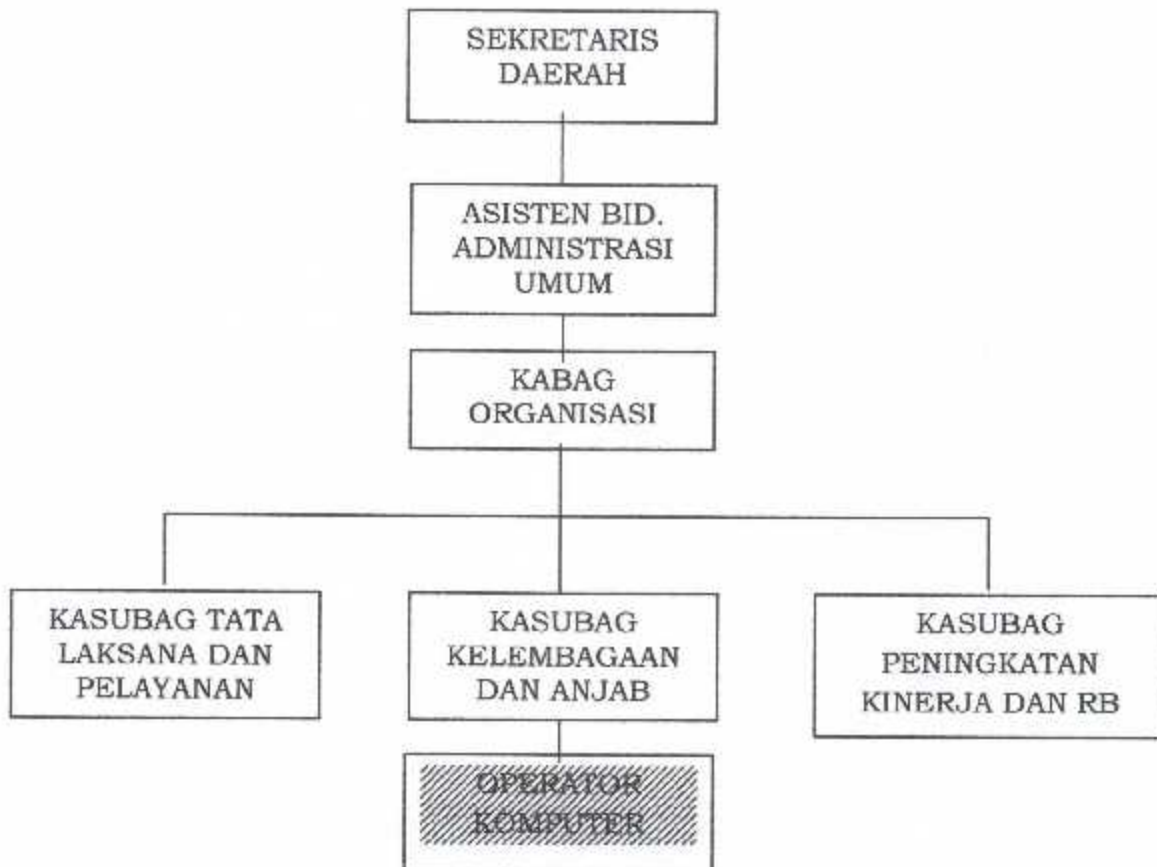 SEKRETARIS
DAERAH
ASISTEN BID.
ADMINISTRASI
UMUM
KABAG
ORGANISASI
KASUBAG TATA
LAKSANA DAN
PELAYANAN
KASUBAG
KELEMBAGAAN
DAN ANJAB
KASUBAG
PENINGKATAN
KINERJA DAN RB
OPERATOR
KOMPUTER